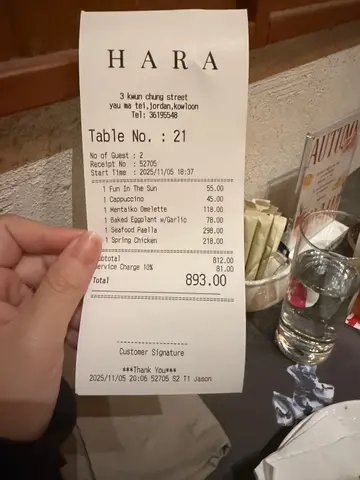 HARA
3 kwun chung street
yau ma tei,jordan,kowloon
Tel: 36195548
Table No. : 21
No of Guest : 2
Receipt No : 52705
Start Time : 2025/11/05 18:37
1 Fun In The Sun 55.00
1 Cappuccino 45.00
1 Mentaiko Omelette 118.00
1 Baked Eggplant w/Garlic 78.00
1 Seafood Paella 298.00
1 Spring Chicken 218.00
ubtotal 812.00
ervice Charge 10% 81.00
Total 893.00
Customer Signature
***Thank You***
2025/11/05 20:06 52705 S2 T1 Jason
AUTUMN